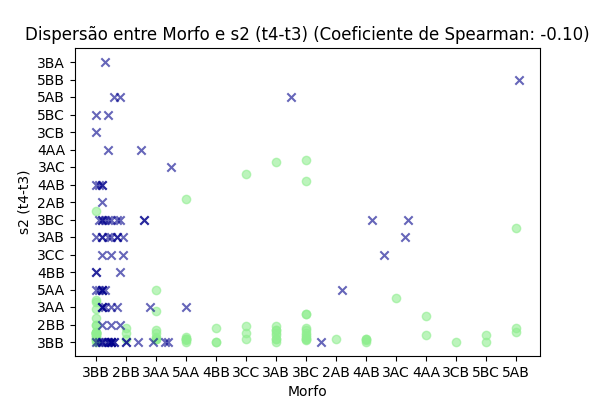 Dispersão entre Morfo e s2 (t4-t3) (Coeficiente de Spearman: -0.10)
3BA
5BB
5AB
5BC
3CB
4AA
3AC
4AB
2AB
3BC
3AB
3CC
4BB
5AA
3AA
2BB
3BB
s2 (t4-t3)
3BB 2BB 3AA 5AA 4BB 3CC 3AB 3BC 2AB 4AB 3AC 4AA 3CB 5BC 5AB
Morfo